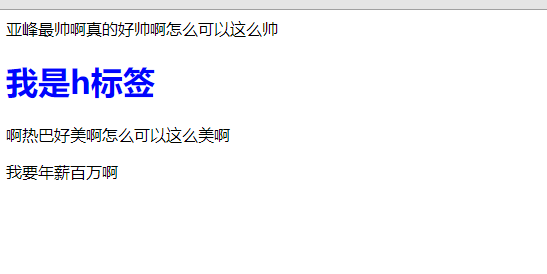 亚峰最帅啊真的好帅啊怎么可以这么帅
我是h标签
啊热巴好美啊怎么可以这么美啊
我要年薪百万啊